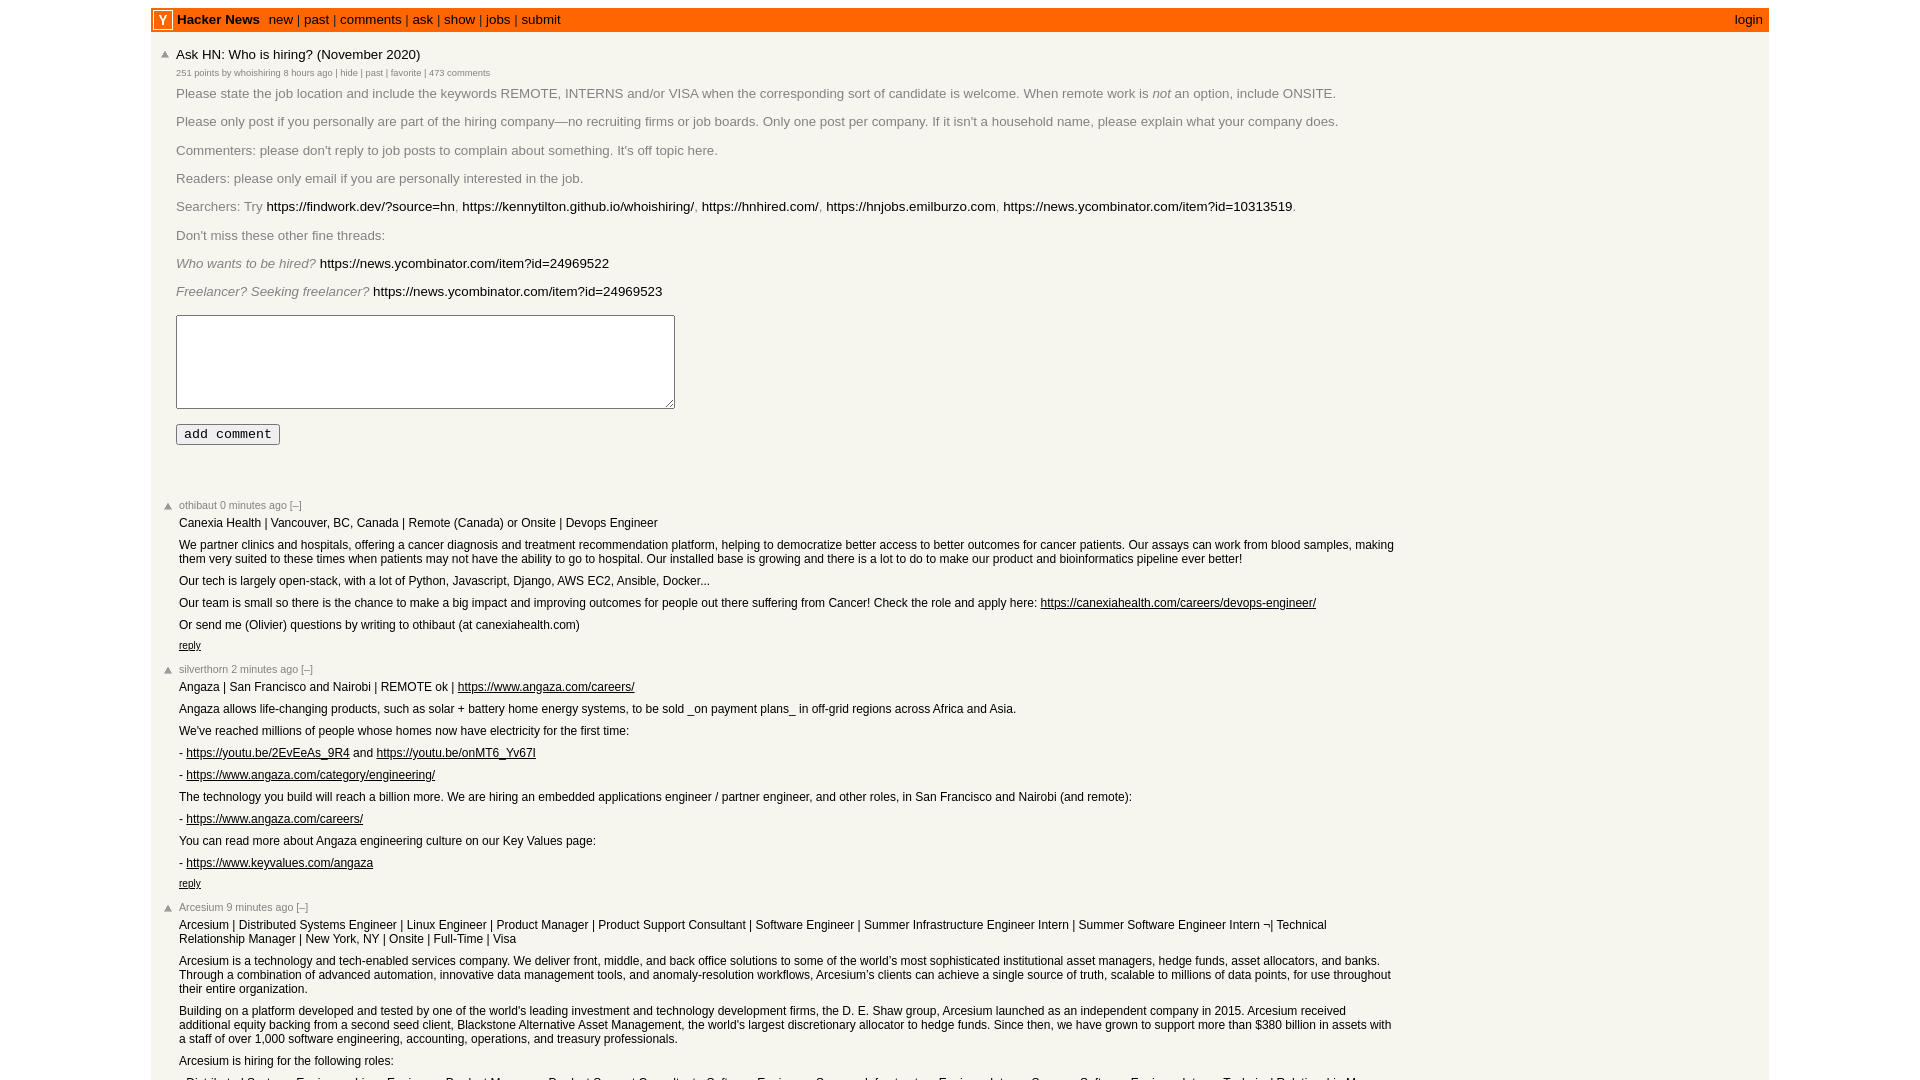 Y Hacker News new | past | comments | ask | show | jobs | submit login
Ask HN: Who is hiring? (November 2020)
251 points by whoishiring 8 hours ago | hide | past | favorite | 473 comments
Please state the job location and include the keywords REMOTE, INTERNS and/or VISA when the corresponding sort of candidate is welcome. When remote work is not an option, include ONSITE.
Please only post if you personally are part of the hiring company—no recruiting firms or job boards. Only one post per company. If it isn't a household name, please explain what your company does.
Commenters: please don't reply to job posts to complain about something. It's off topic here.
Readers: please only email if you are personally interested in the job.
Searchers: Try https://findwork.dev/?source=hn, https://kennytilton.github.io/whoishiring/, https://hnhired.com/, https://hnjobs.emilburzo.com, https://news.ycombinator.com/item?id=10313519.
Don't miss these other fine threads:
Who wants to be hired? https://news.ycombinator.com/item?id=24969522
Freelancer? Seeking freelancer? https://news.ycombinator.com/item?id=24969523
add comment
othibaut 0 minutes ago [–]
Canexia Health | Vancouver, BC, Canada | Remote (Canada) or Onsite | Devops Engineer
We partner clinics and hospitals, offering a cancer diagnosis and treatment recommendation platform, helping to democratize better access to better outcomes for cancer patients. Our assays can work from blood samples, making
them very suited to these times when patients may not have the ability to go to hospital. Our installed base is growing and there is a lot to do to make our product and bioinformatics pipeline ever better!
Our tech is largely open-stack, with a lot of Python, Javascript, Django, AWS EC2, Ansible, Docker...
Our team is small so there is the chance to make a big impact and improving outcomes for people out there suffering from Cancer! Check the role and apply here: https://canexiahealth.com/careers/devops-engineer/
Or send me (Olivier) questions by writing to othibaut (at canexiahealth.com)
reply
silverthorn 2 minutes ago [–]
Angaza | San Francisco and Nairobi | REMOTE ok | https://www.angaza.com/careers/
Angaza allows life-changing products, such as solar + battery home energy systems, to be sold _on payment plans_ in off-grid regions across Africa and Asia.
We've reached millions of people whose homes now have electricity for the first time:
- https://youtu.be/2EvEeAs_9R4 and https://youtu.be/onMT6_Yv67I
- https://www.angaza.com/category/engineering/
The technology you build will reach a billion more. We are hiring an embedded applications engineer / partner engineer, and other roles, in San Francisco and Nairobi (and remote):
- https://www.angaza.com/careers/
You can read more about Angaza engineering culture on our Key Values page:
- https://www.keyvalues.com/angaza
reply
Arcesium 9 minutes ago [–]
Arcesium | Distributed Systems Engineer | Linux Engineer | Product Manager | Product Support Consultant | Software Engineer | Summer Infrastructure Engineer Intern | Summer Software Engineer Intern ¬| Technical
Relationship Manager | New York, NY | Onsite | Full-Time | Visa
Arcesium is a technology and tech-enabled services company. We deliver front, middle, and back office solutions to some of the world’s most sophisticated institutional asset managers, hedge funds, asset allocators, and banks.
Through a combination of advanced automation, innovative data management tools, and anomaly-resolution workflows, Arcesium’s clients can achieve a single source of truth, scalable to millions of data points, for use throughout
their entire organization.
Building on a platform developed and tested by one of the world's leading investment and technology development firms, the D. E. Shaw group, Arcesium launched as an independent company in 2015. Arcesium received
additional equity backing from a second seed client, Blackstone Alternative Asset Management, the world's largest discretionary allocator to hedge funds. Since then, we have grown to support more than $380 billion in assets with
a staff of over 1,000 software engineering, accounting, operations, and treasury professionals.
Arcesium is hiring for the following roles: